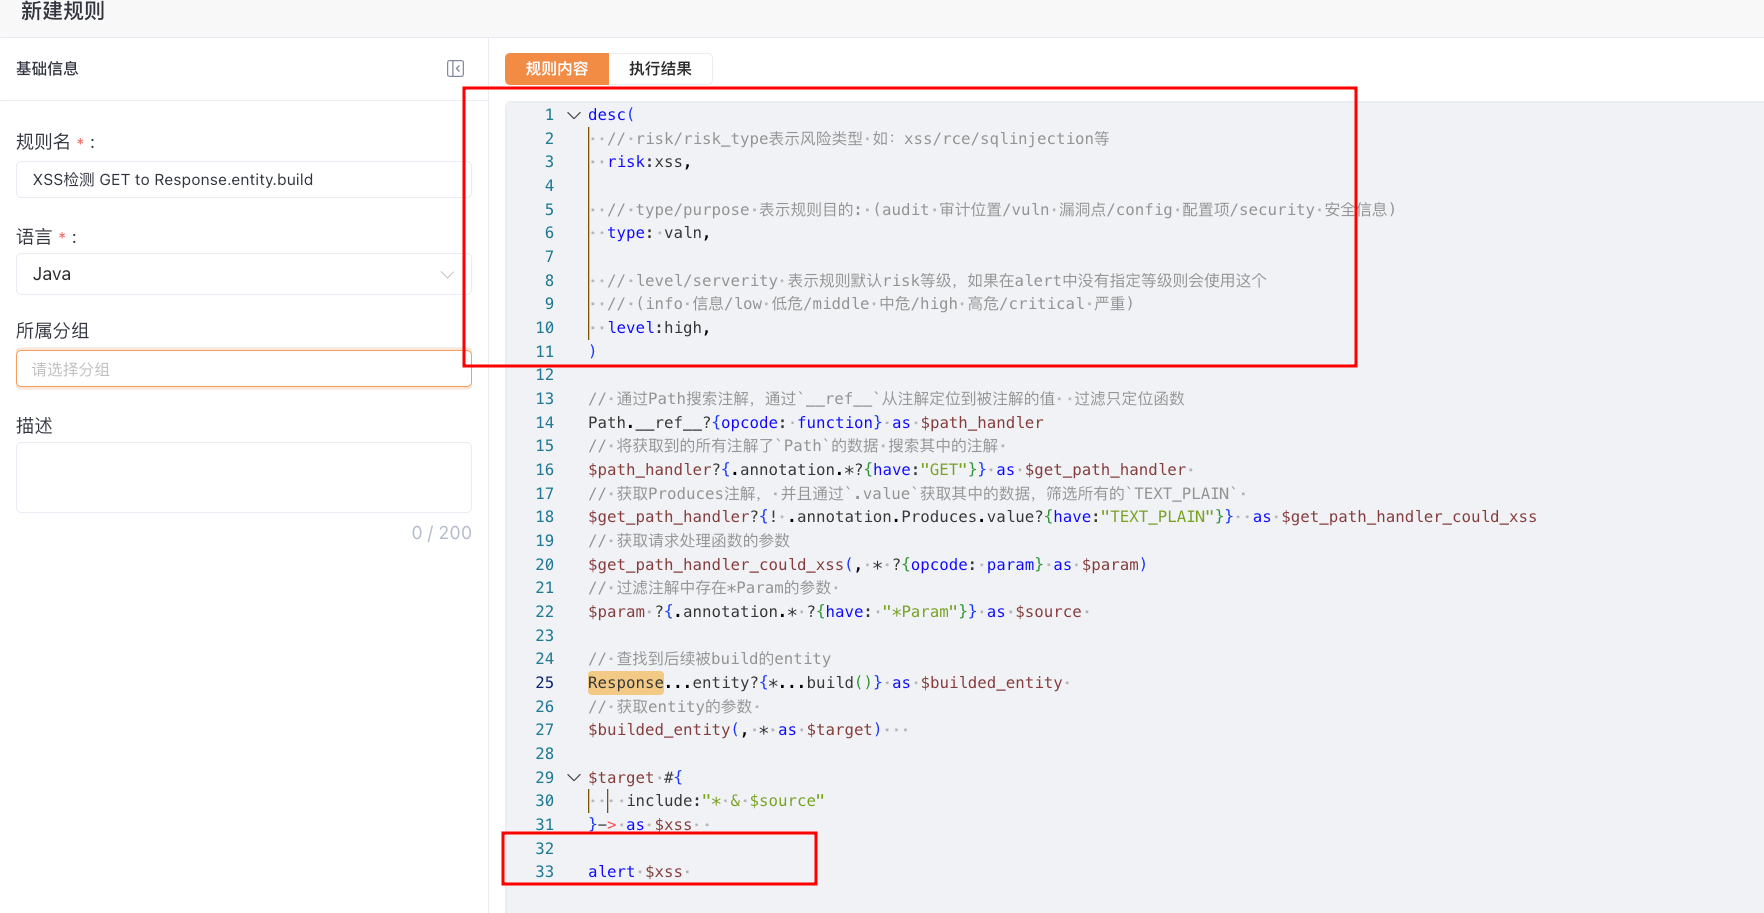 新建规则
基础信息
规则名 * :
XSS检测 GET to Response.entity.build
语言 * :
Java
所属分组
请选择分组
描述
0 / 200
规则内容 执行结果
1 desc(
2 // risk/risk_type表示风险类型 如: xss/rce/sqlinjection等
3 risk:xss,
4
5 // type/purpose 表示规则目的: (audit 审计位置/vuln 漏洞点/config 配置项/security 安全信息)
6 type: valn,
7
8 // level/serverity 表示规则默认risk等级, 如果在alert中没有指定等级则会使用这个
9 // (info 信息/low 低危/middle 中危/high 高危/critical 严重)
10 level:high,
11 )
12
13 // 通过Path搜索注解, 通过`__ref__`从注解定位到被注解的值 过滤只定位函数
14 Path.__ref__?{opcode: function} as $path_handler
15 // 将获取到的所有注解了`Path`的数据 搜索其中的注解
16 $path_handler?{.annotation.*?{have:"GET"}} as $get_path_handler
17 // 获取Produces注解, 并且通过`.value`获取其中的数据, 筛选所有的`TEXT_PLAIN`
18 $get_path_handler?{! .annotation.Produces.value?{have:"TEXT_PLAIN"}} as $get_path_handler_could_xss
19 // 获取请求处理函数的参数
20 $get_path_handler_could_xss(, * ?{opcode: param} as $param)
21 // 过滤注解中存在*Param的参数
22 $param ?{.annotation.* ?{have: "*Param"}} as $source
23
24 // 查找到后续被build的entity
25 Response...entity?{*...build()} as $builded_entity
26 // 获取entity的参数
27 $builded_entity(, * as $target)
28
29 $target #{
30 include:"* & $source"
31 }-> as $xss
32
33 alert $xss